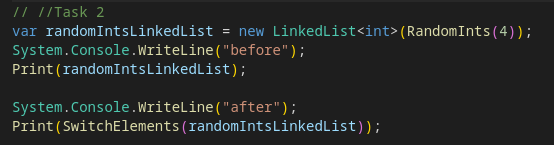 // //Task 2
var randomIntsLinkedList = new LinkedList<int>(RandomInts(4));
System.Console.WriteLine("before");
Print(randomIntsLinkedList);
System.Console.WriteLine("after");
Print(SwitchElements(randomIntsLinkedList));